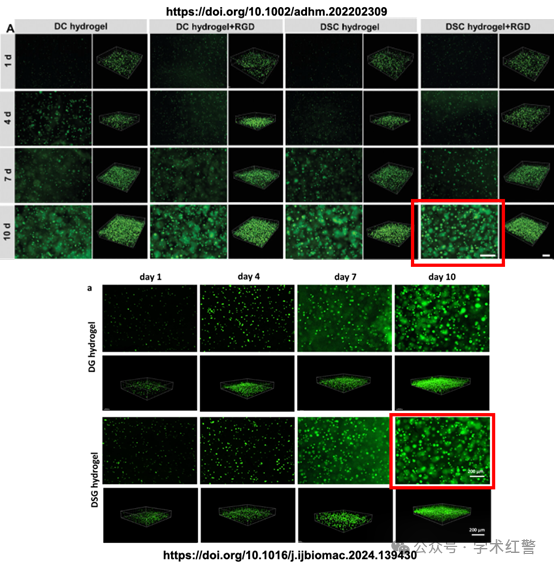 https://doi.org/10.1002/adhm.202202309
A
DC hydrogel
DC hydrogel+RGD
DSC hydrogel
DSC hydrogel+RGD
1 d
4 d
7 d
10 d
a
day 1
day 4
day 7
day 10
DG hydrogel
DSG hydrogel
200 μm
200 μm
公众号·学术红警
https://doi.org/10.1016/j.ijbiomac.2024.139430